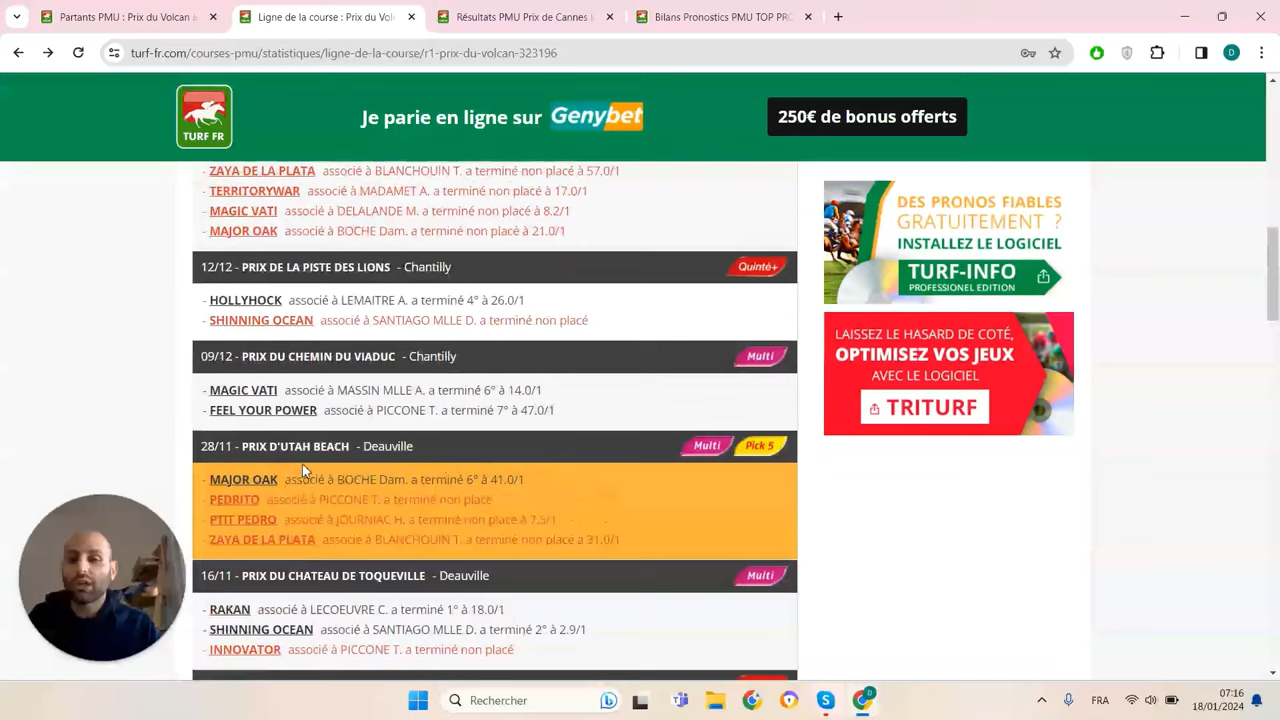 Partants PMU : Prix du Volcan
Ligne de la course : Prix du Vo
Résultats PMU Prix de Cannes
Bilans Pronostics PMU TOP PRO
turf-fr.com/courses-pmu/statistiques/ligne-de-la-course/r1-prix-du-volcan-323196
D
TURF FR
Je parie en ligne sur Genybet
250€ de bonus offerts
- ZAYA DE LA PLATA associé à BLANCHOUIN T. a terminé non placé à 57.0/1
- TERRITORYWAR associé à MADAMET A. a terminé non placé à 17.0/1
- MAGIC VATI associé à DELALANDE M. a terminé non placé à 8.2/1
- MAJOR OAK associé à BOCHE Dam. a terminé non placé à 21.0/1
12/12 - PRIX DE LA PISTE DES LIONS - Chantilly Quinté+
- HOLLYHOCK associé à LEMAITRE A. a terminé 4° à 26.0/1
- SHINNING OCEAN associé à SANTIAGO MLLE D. a terminé non placé
09/12 - PRIX DU CHEMIN DU VIADUC - Chantilly Multi
- MAGIC VATI associé à MASSIN MLLE A. a terminé 6° à 14.0/1
- FEEL YOUR POWER associé à PICCONE T. a terminé 7° à 47.0/1
28/11 - PRIX D'UTAH BEACH - Deauville Multi Pick 5
- MAJOR OAK associé à BOCHE Dam. a terminé 6° à 41.0/1
- PEDRITO associé à PICCONE T. a terminé non placé
- PTIT PEDRO associé à JOURNIAC H. a terminé non placé à 7.5/1
- ZAYA DE LA PLATA associé à BLANCHOUIN T. a terminé non placé à 31.0/1
16/11 - PRIX DU CHATEAU DE TOQUEVILLE - Deauville Multi
- RAKAN associé à LECOEUVRE C. a terminé 1° à 18.0/1
- SHINNING OCEAN associé à SANTIAGO MLLE D. a terminé 2° à 2.9/1
- INNOVATOR associé à PICCONE T. a terminé non placé
DES PRONOS FIABLES
GRATUITEMENT ?
INSTALLEZ LE LOGICIEL
TURF-INFO
PROFESSIONEL EDITION
LAISSEZ LE HASARD DE COTÉ,
OPTIMISEZ VOS JEUX
AVEC LE LOGICIEL
TRITURF
Rechercher
FRA
07:16
18/01/2024